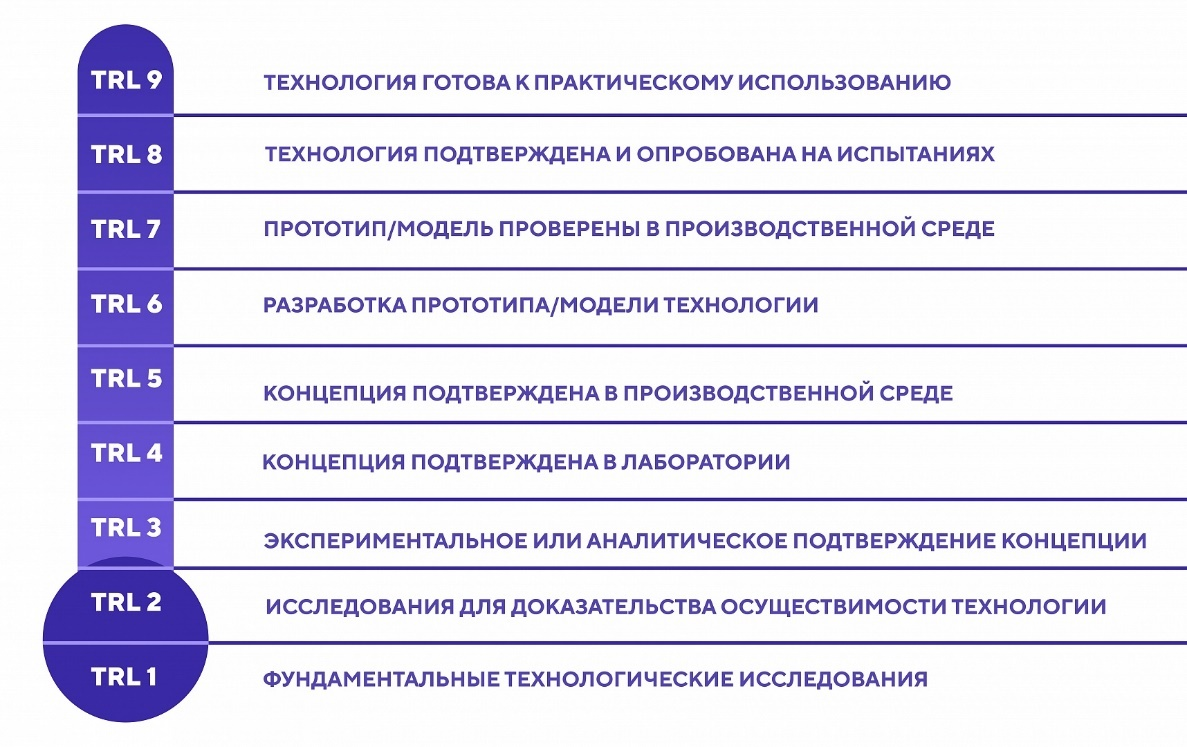 TRL 9 ТЕХНОЛОГИЯ ГОТОВА К ПРАКТИЧЕСКОМУ ИСПОЛЬЗОВАНИЮ
TRL 8 ТЕХНОЛОГИЯ ПОДТВЕРЖДЕНА И ОПРОБОВАНА НА ИСПЫТАНИЯХ
TRL 7 ПРОТОТИП/МОДЕЛЬ ПРОВЕРЕНЫ В ПРОИЗВОДСТВЕННОЙ СРЕДЕ
TRL 6 РАЗРАБОТКА ПРОТОТИПА/МОДЕЛИ ТЕХНОЛОГИИ
TRL 5 КОНЦЕПЦИЯ ПОДТВЕРЖДЕНА В ПРОИЗВОДСТВЕННОЙ СРЕДЕ
TRL 4 КОНЦЕПЦИЯ ПОДТВЕРЖДЕНА В ЛАБОРАТОРИИ
TRL 3 ЭКСПЕРИМЕНТАЛЬНОЕ ИЛИ АНАЛИТИЧЕСКОЕ ПОДТВЕРЖДЕНИЕ КОНЦЕПЦИИ
TRL 2 ИССЛЕДОВАНИЯ ДЛЯ ДОКАЗАТЕЛЬСТВА ОСУЩЕСТВИМОСТИ ТЕХНОЛОГИИ
TRL 1 ФУНДАМЕНТАЛЬНЫЕ ТЕХНОЛОГИЧЕСКИЕ ИССЛЕДОВАНИЯ